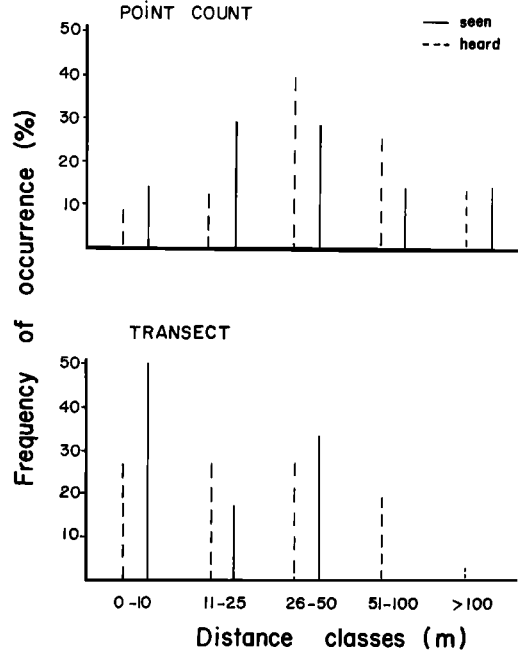 POiNT COUNT
seen
heard
50
40
30
20
10
Frequency of occurrence (%)
TRANSECT
50
40
30
20
10
0-10 11-25 26-50 51-100 >100
Distance classes (m)